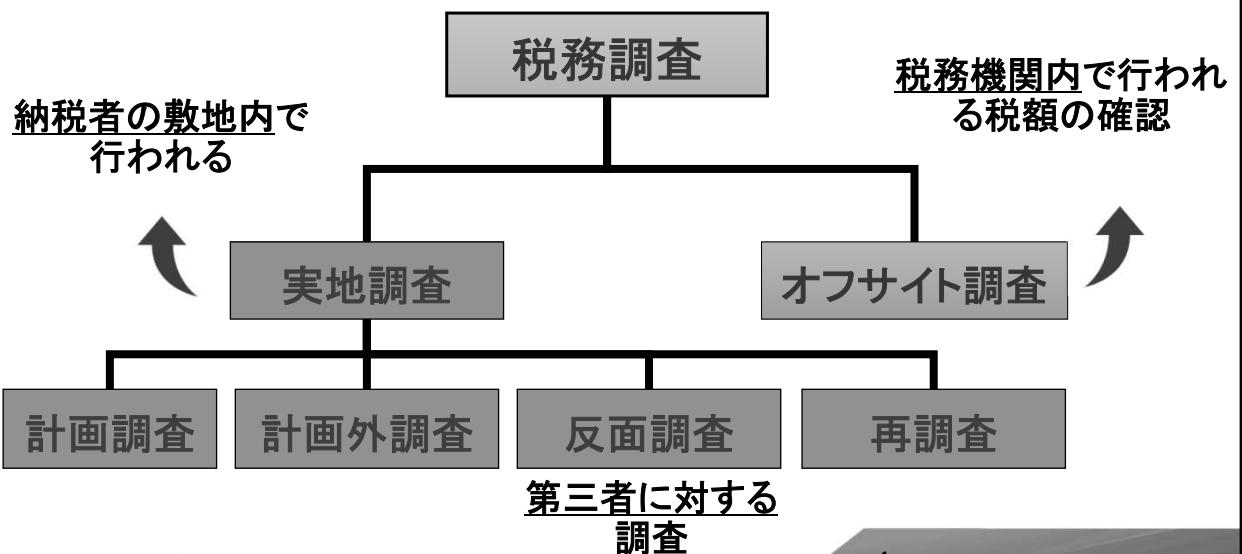 税務調査
納税者の敷地内で
行われる
税務機関内で行われ
る税額の確認
実地調査
オフサイト調査
計画調査
計画外調査
反面調査
再調査
第三者に対する
調査